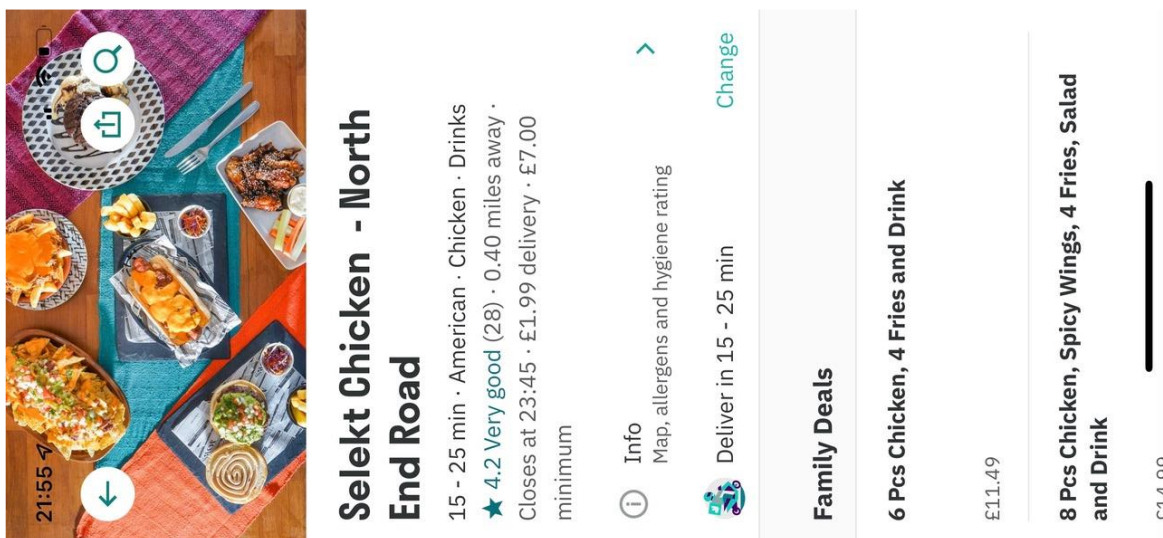 21:55
Selekt Chicken - North
End Road
15 - 25 min · American · Chicken · Drinks
★ 4.2 Very good (28) · 0.40 miles away ·
Closes at 23:45 · £1.99 delivery · £7.00
minimum
Info
Map, allergens and hygiene rating
Deliver in 15 - 25 min
Change
Family Deals
6 Pcs Chicken, 4 Fries and Drink
£11.49
8 Pcs Chicken, Spicy Wings, 4 Fries, Salad
and Drink